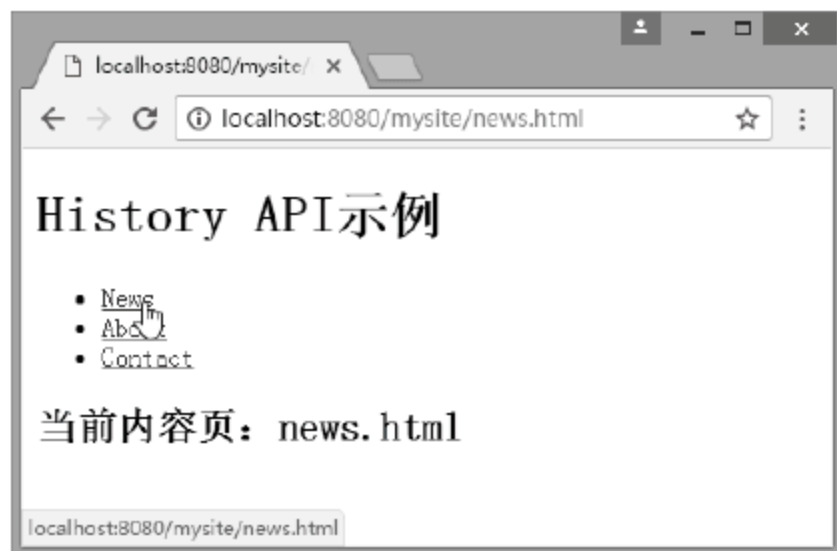 localhost:8080/mysite/
localhost:8080/mysite/news.html
History API示例
News
About
Contact
当前内容页：news.html
localhost:8080/mysite/news.html